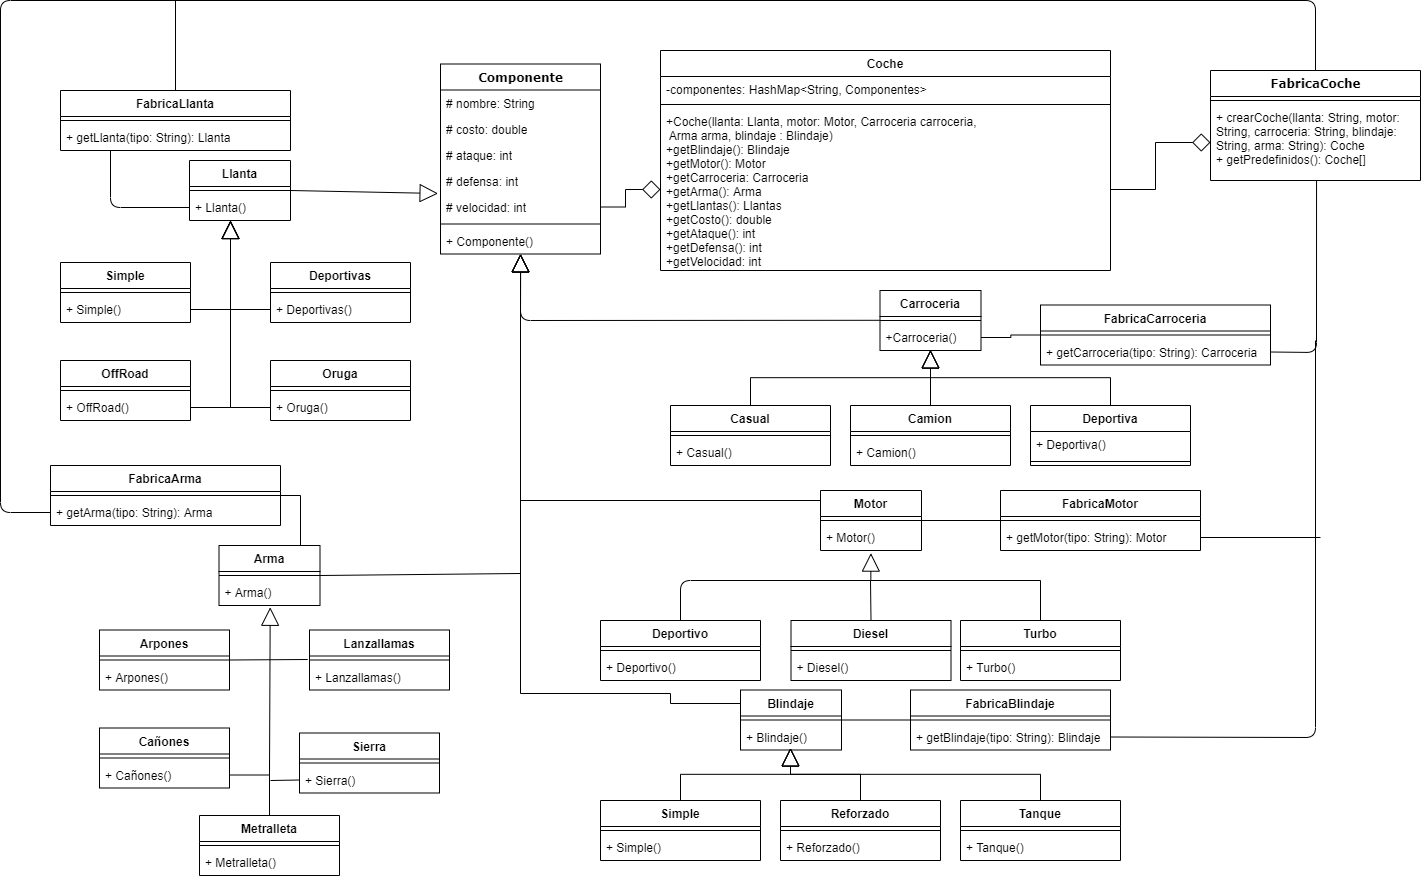 FabricaLlanta
+ getLlanta(tipo: String): Llanta
Llanta
+ Llanta()
Simple
+ Simple()
Deportivas
+ Deportivas()
OffRoad
+ OffRoad()
Oruga
+ Oruga()
Componente
# nombre: String
# costo: double
# ataque: int
# defensa: int
# velocidad: int
+ Componente()
Coche
-componentes: HashMap<String, Componentes>
+Coche(llanta: Llanta, motor: Motor, Carroceria carroceria,
Arma arma, blindaje : Blindaje)
+getBlindaje(): Blindaje
+getMotor(): Motor
+getCarroceria: Carroceria
+getArma(): Arma
+getLlantas(): Llantas
+getCosto(): double
+getAtaque(): int
+getDefensa(): int
+getVelocidad: int
FabricaCoche
+ crearCoche(llanta: String, motor:
String, carroceria: String, blindaje:
String, arma: String): Coche
+ getPredefinidos(): Coche[]
Carroceria
+Carroceria()
FabricaCarroceria
+ getCarroceria(tipo: String): Carroceria
Casual
+ Casual()
Camion
+ Camion()
Deportiva
+ Deportiva()
FabricaArma
+ getArma(tipo: String): Arma
Arma
+ Arma()
Arpones
+ Arpones()
Lanzallamas
+ Lanzallamas()
Cañones
+ Cañones()
Sierra
+ Sierra()
Metralleta
+ Metralleta()
Motor
+ Motor()
FabricaMotor
+ getMotor(tipo: String): Motor
Deportivo
+ Deportivo()
Diesel
+ Diesel()
Turbo
+ Turbo()
Blindaje
+ Blindaje()
FabricaBlindaje
+ getBlindaje(tipo: String): Blindaje
Simple
+ Simple()
Reforzado
+ Reforzado()
Tanque
+ Tanque()